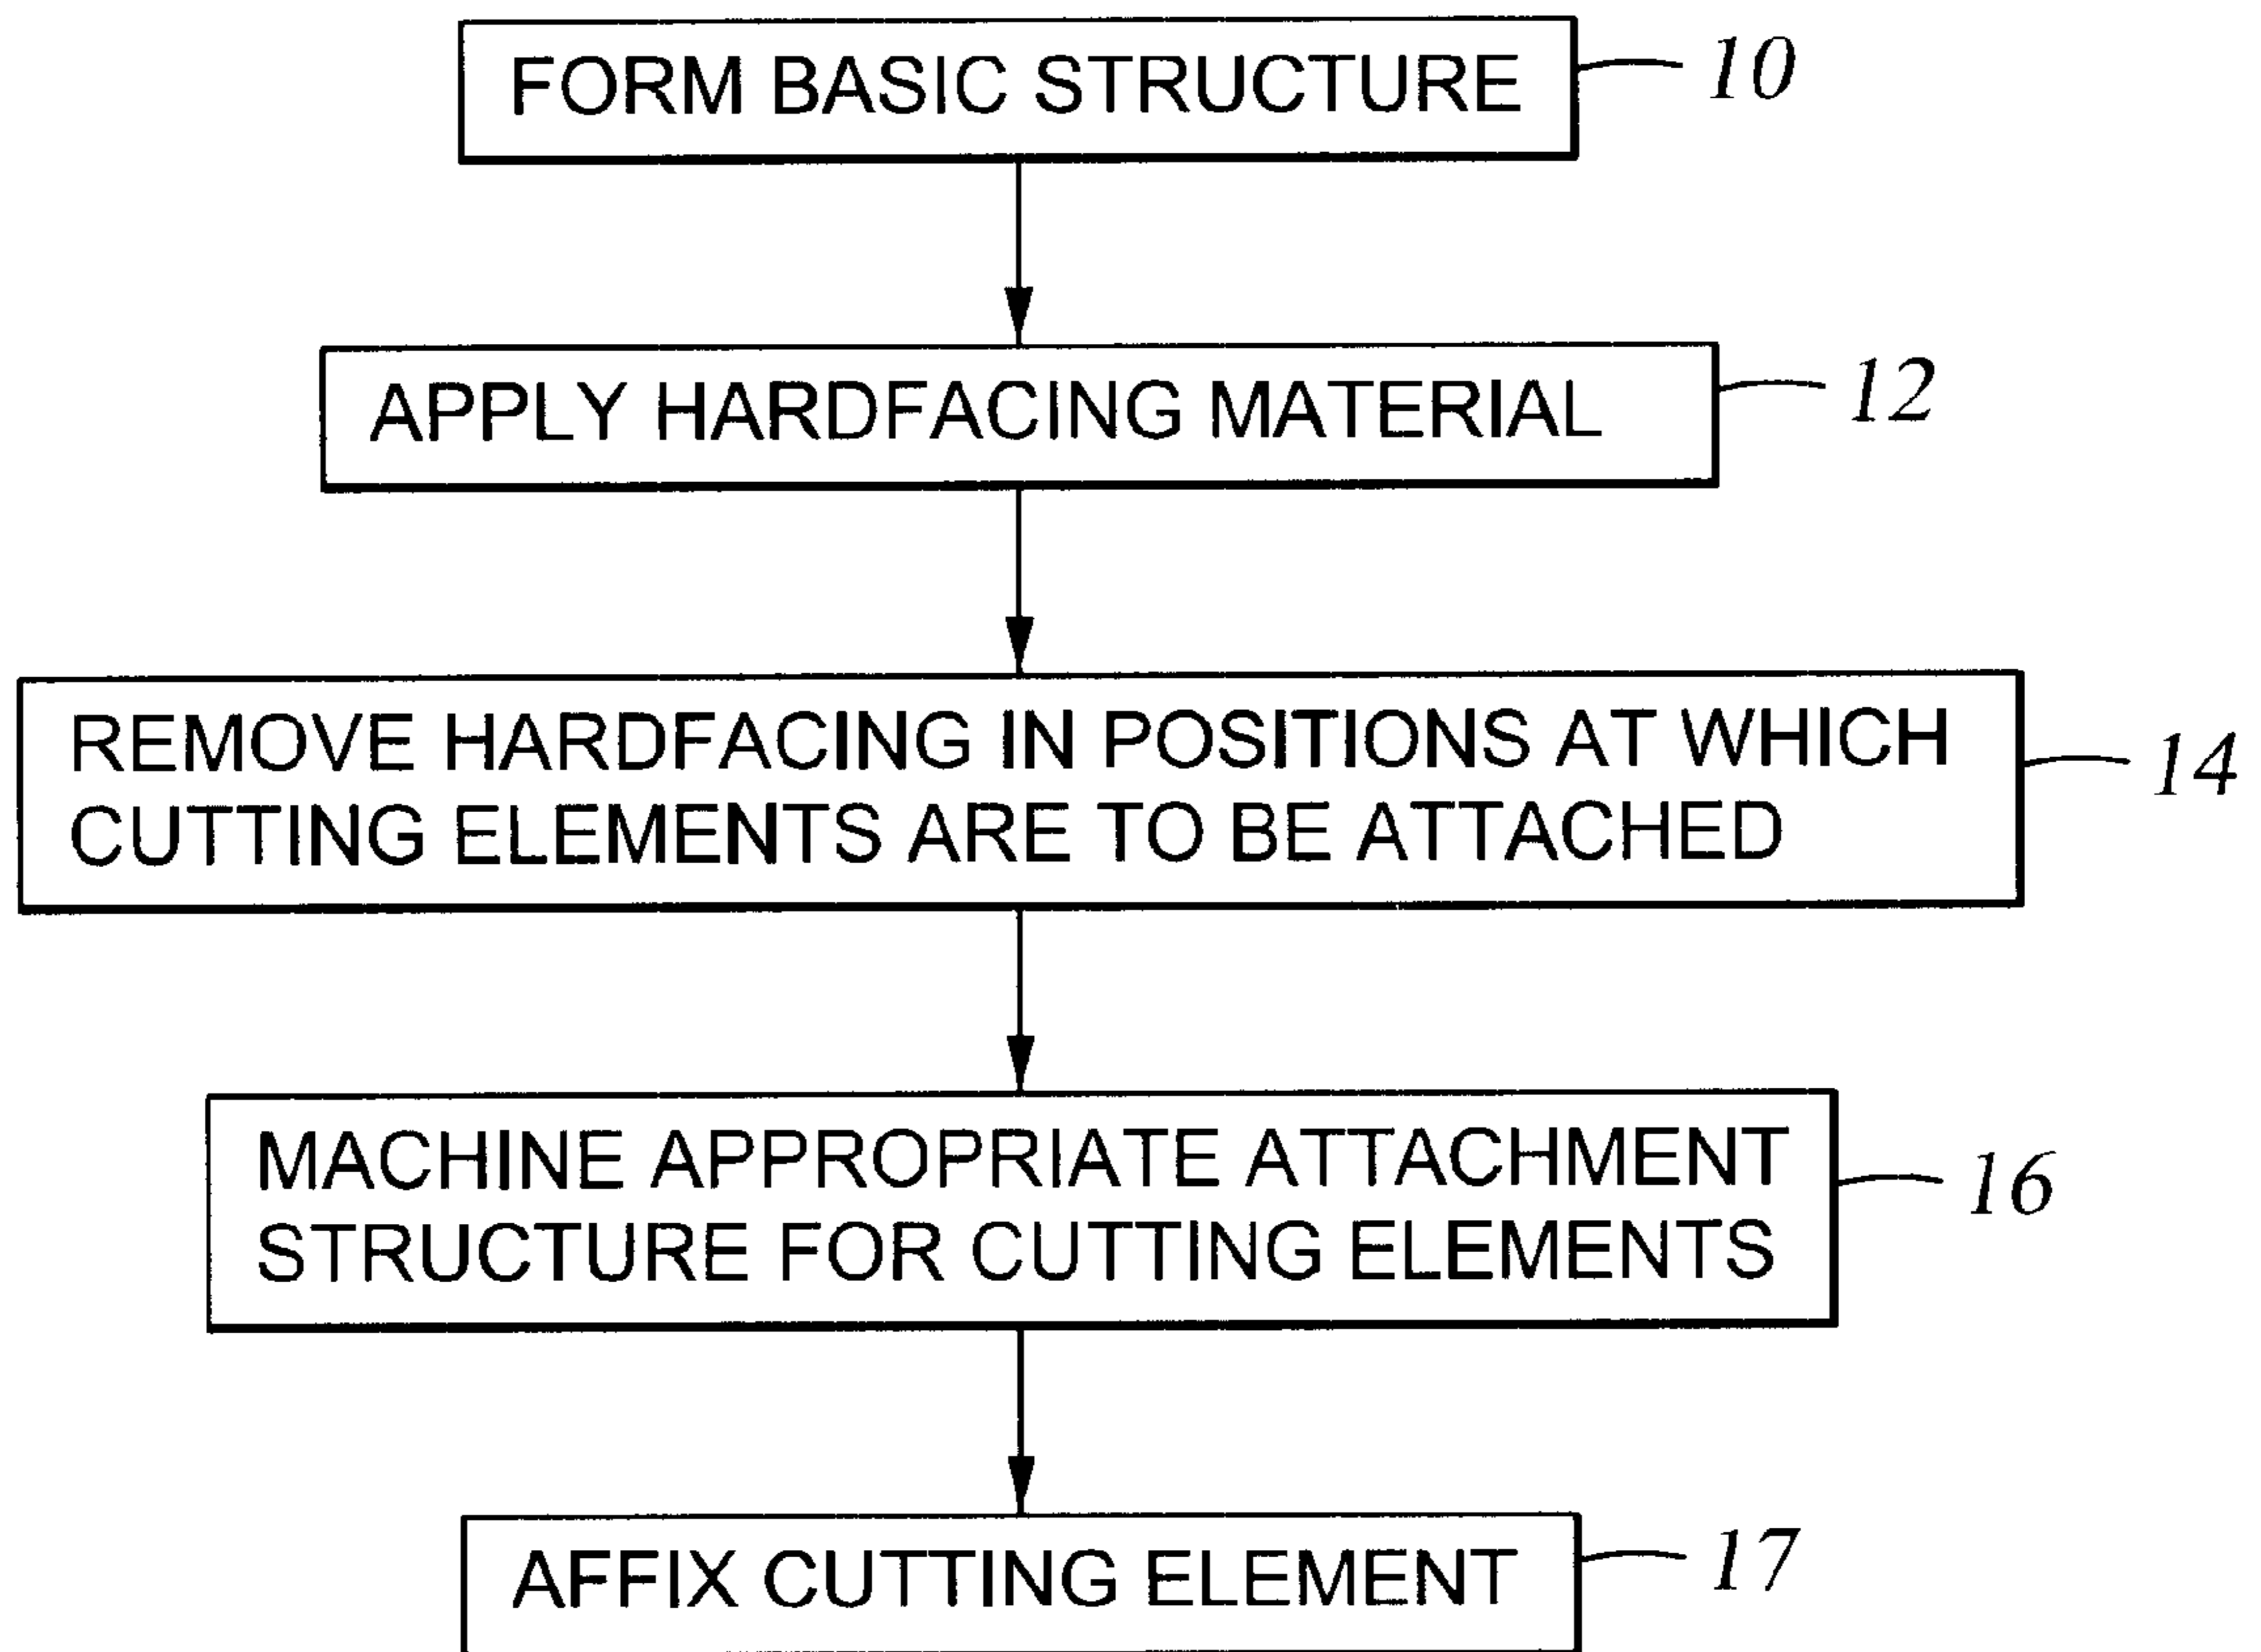 FORM BASIC STRUCTURE
10
APPLY HARDFACING MATERIAL
12
REMOVE HARDFACING IN POSITIONS AT WHICH
CUTTING ELEMENTS ARE TO BE ATTACHED
14
MACHINE APPROPRIATE ATTACHMENT
STRUCTURE FOR CUTTING ELEMENTS
16
AFFIX CUTTING ELEMENT
17